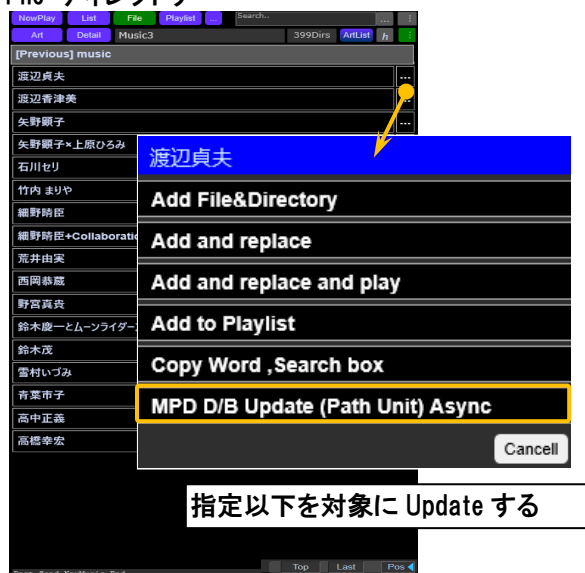 File ディレクトリ
NowPlay List File Playlist ... Search.. ...
Art Detail Music3 399Dirs ArtList h
[Previous] music
渡辺貞夫 ...
渡辺香津美
矢野顕子 ...
矢野顕子×上原ひろみ
石川セリ
竹内 まりや
細野晴臣
細野晴臣+Collaboratio
荒井由実
西岡恭蔵
野宮真貴
鈴木慶一とムーンライダー
鈴木茂
雪村いづみ
青葉市子
高中正義
高橋幸宏
渡辺貞夫
Add File&Directory
Add and replace
Add and replace and play
Add to Playlist
Copy Word ,Search box
MPD D/B Update (Path Unit) Async
Cancell
指定以下を対象に Update する
Top Last Pos